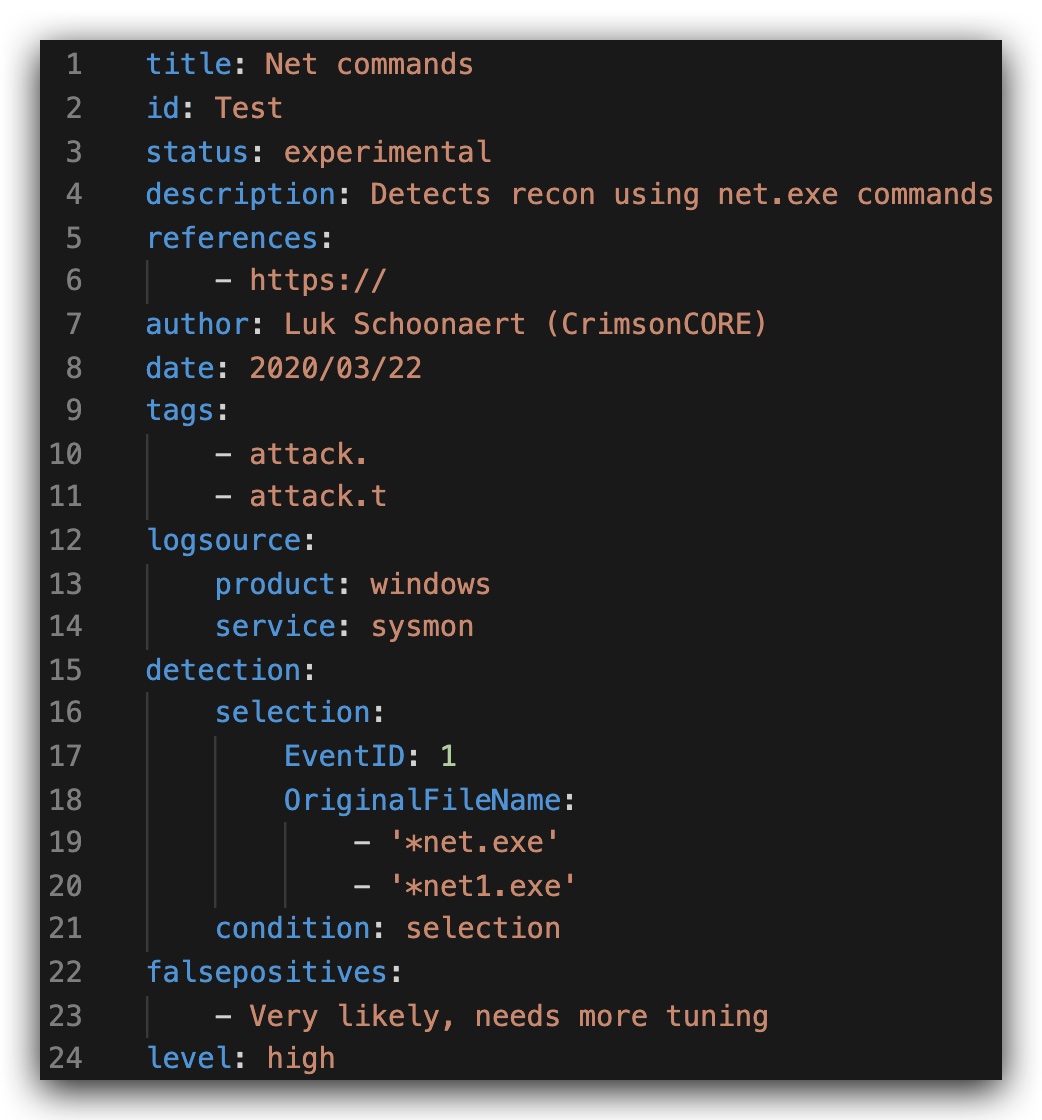 1 title: Net commands
2 id: Test
3 status: experimental
4 description: Detects recon using net.exe commands
5 references:
6 - https://
7 author: Luk Schoonaert (CrimsonCORE)
8 date: 2020/03/22
9 tags:
10 - attack.
11 - attack.t
12 logsource:
13 product: windows
14 service: sysmon
15 detection:
16 selection:
17 EventID: 1
18 OriginalFileName:
19 - '*net.exe'
20 - '*net1.exe'
21 condition: selection
22 falsepositives:
23 - Very likely, needs more tuning
24 level: high